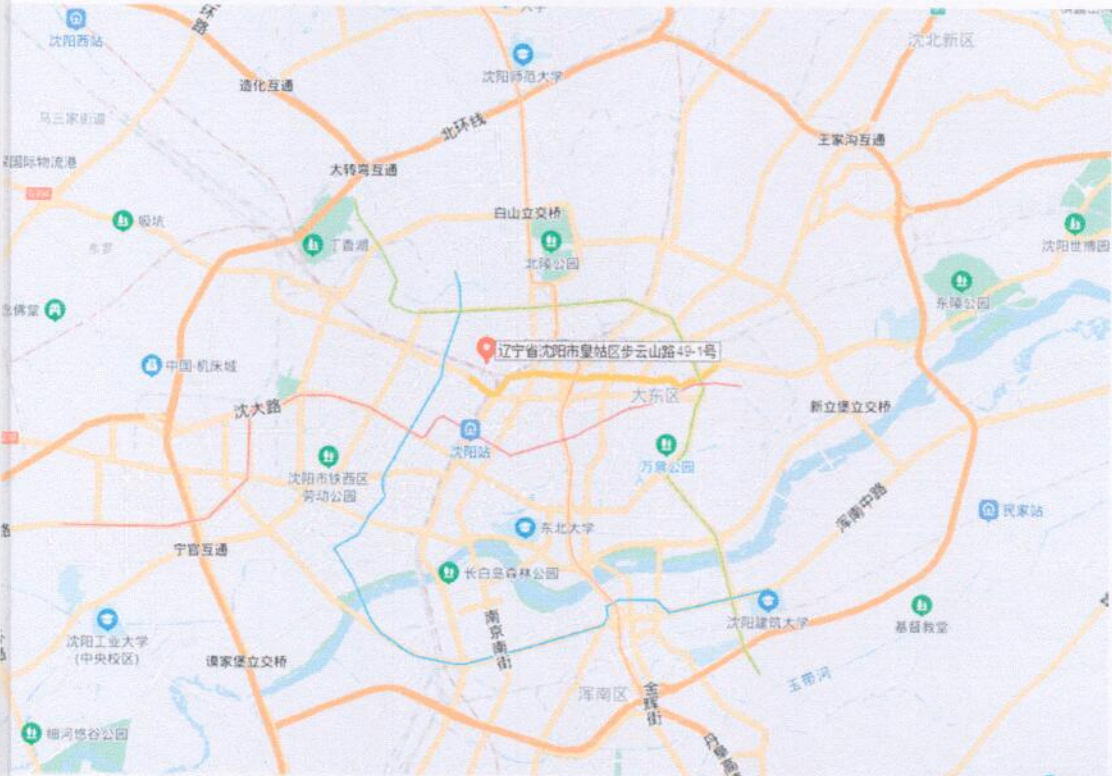 沈阳西站
环路
大学
沈北新区
沈阳师范大学
造化互通
马三家街道
北环线
国际物流港
大转弯互通
王家沟互通
吸坑
白山立交桥
丁香湖
北陵公园
沈阳世博园
念佛堂
东陵公园
辽宁省沈阳市皇姑区步云山路49-1号
中国·机床城
大东区
沈大路
新立堡立交桥
沈阳站
万泉公园
沈阳市铁西区
劳动公园
浑南中路
民家站
东北大学
宁官互通
长白岛森林公园
沈阳工业大学
(中央校区)
南京南街
沈阳建筑大学
基督教堂
谟家堡立交桥
玉带河
浑南区
金辉街
细河悠谷公园